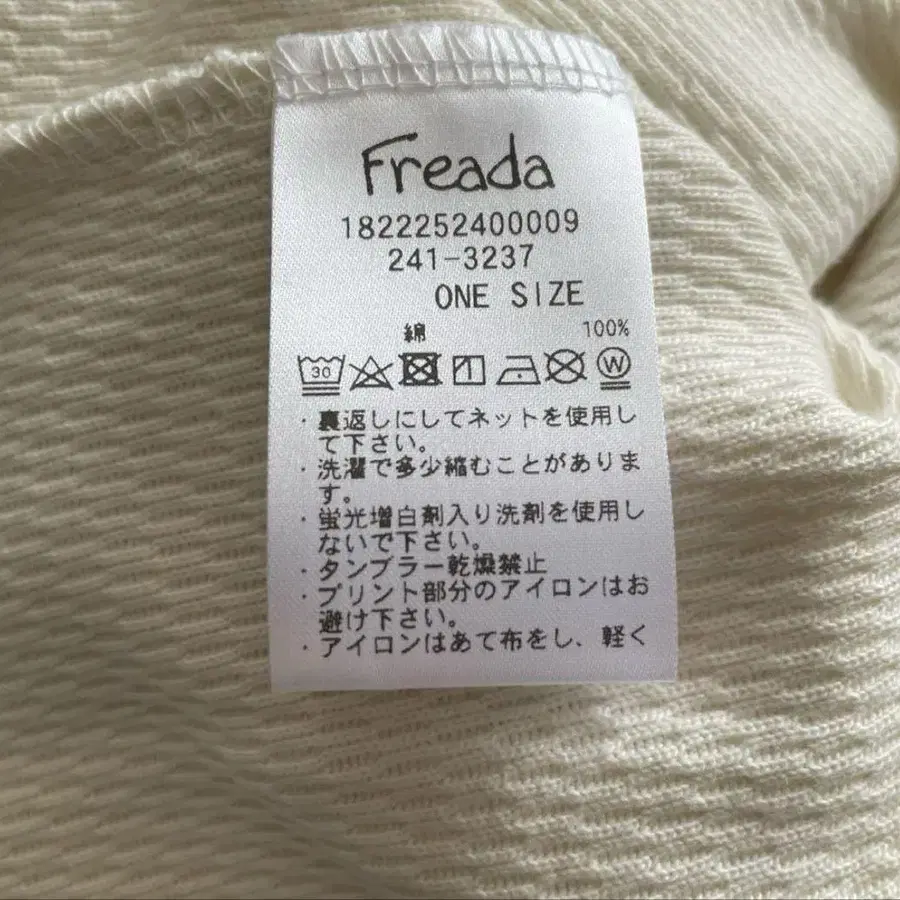 Freada
1822252400009
241-3237
ONE SIZE
綿 100%
30 W
・裏返しにしてネットを使用し
て下さい。
・洗濯で多少縮むことがありま
す。
・蛍光増白剤入り洗剤を使用し
ないで下さい。
・タンブラー乾燥禁止
・プリント部分のアイロンはお
避け下さい。
・アイロンはあて布をし、軽く